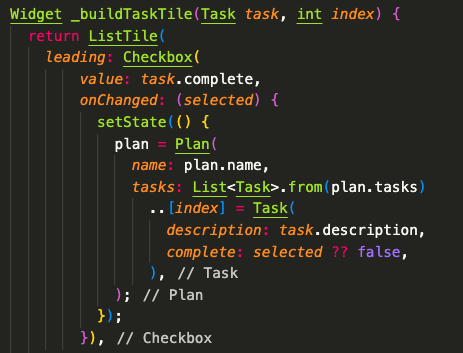 Widget _buildTaskTile(Task task, int index) {
  return ListTile(
    leading: Checkbox(
        value: task.complete,
        onChanged: (selected) {
          setState(() {
            plan = Plan(
              name: plan.name,
              tasks: List<Task>.from(plan.tasks)
                ..[index] = Task(
                  description: task.description,
                  complete: selected ?? false,
                ), // Task
            ); // Plan
          });
        }), // Checkbox